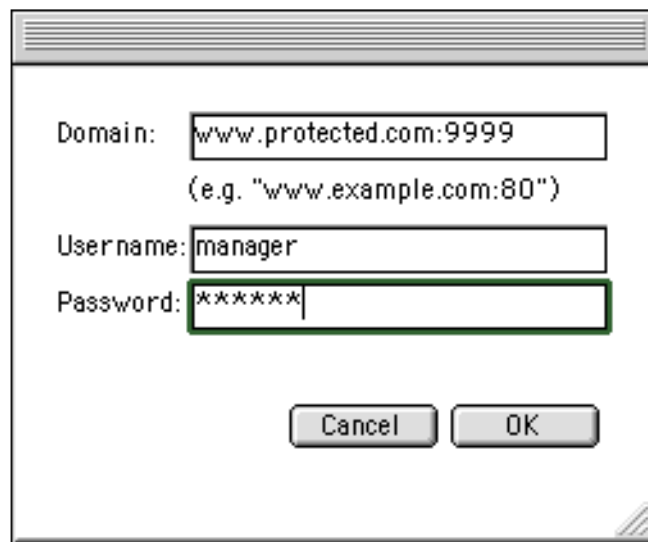 Domain: www.protected.com:9999
(e.g. "www.example.com:80")
Username: manager
Password: ******
Cancel OK